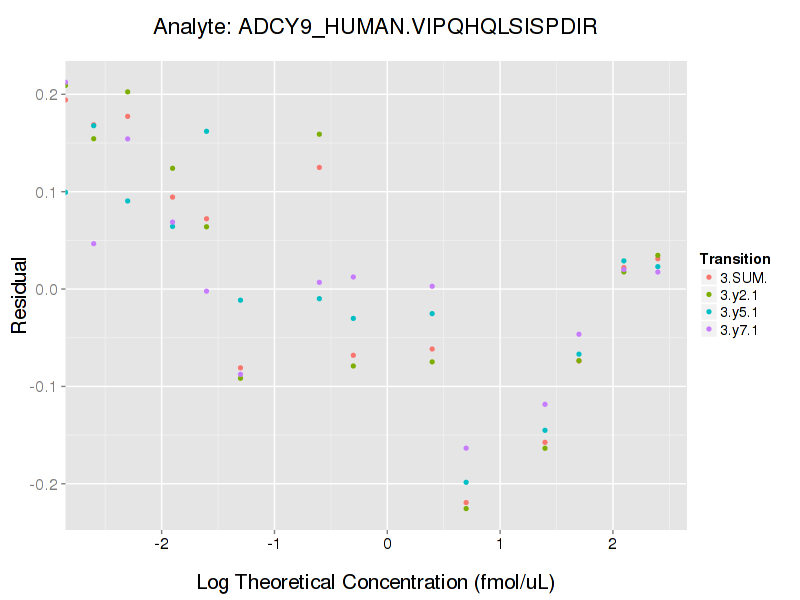 Analyte: ADCY9_HUMAN.VIPQHQLSISPDIR
Residual
0.2
0.1
0.0
-0.1
-0.2
-2 -1 0 1 2
Log Theoretical Concentration (fmol/uL)
Transition
3.SUM.
3.y2.1
3.y5.1
3.y7.1